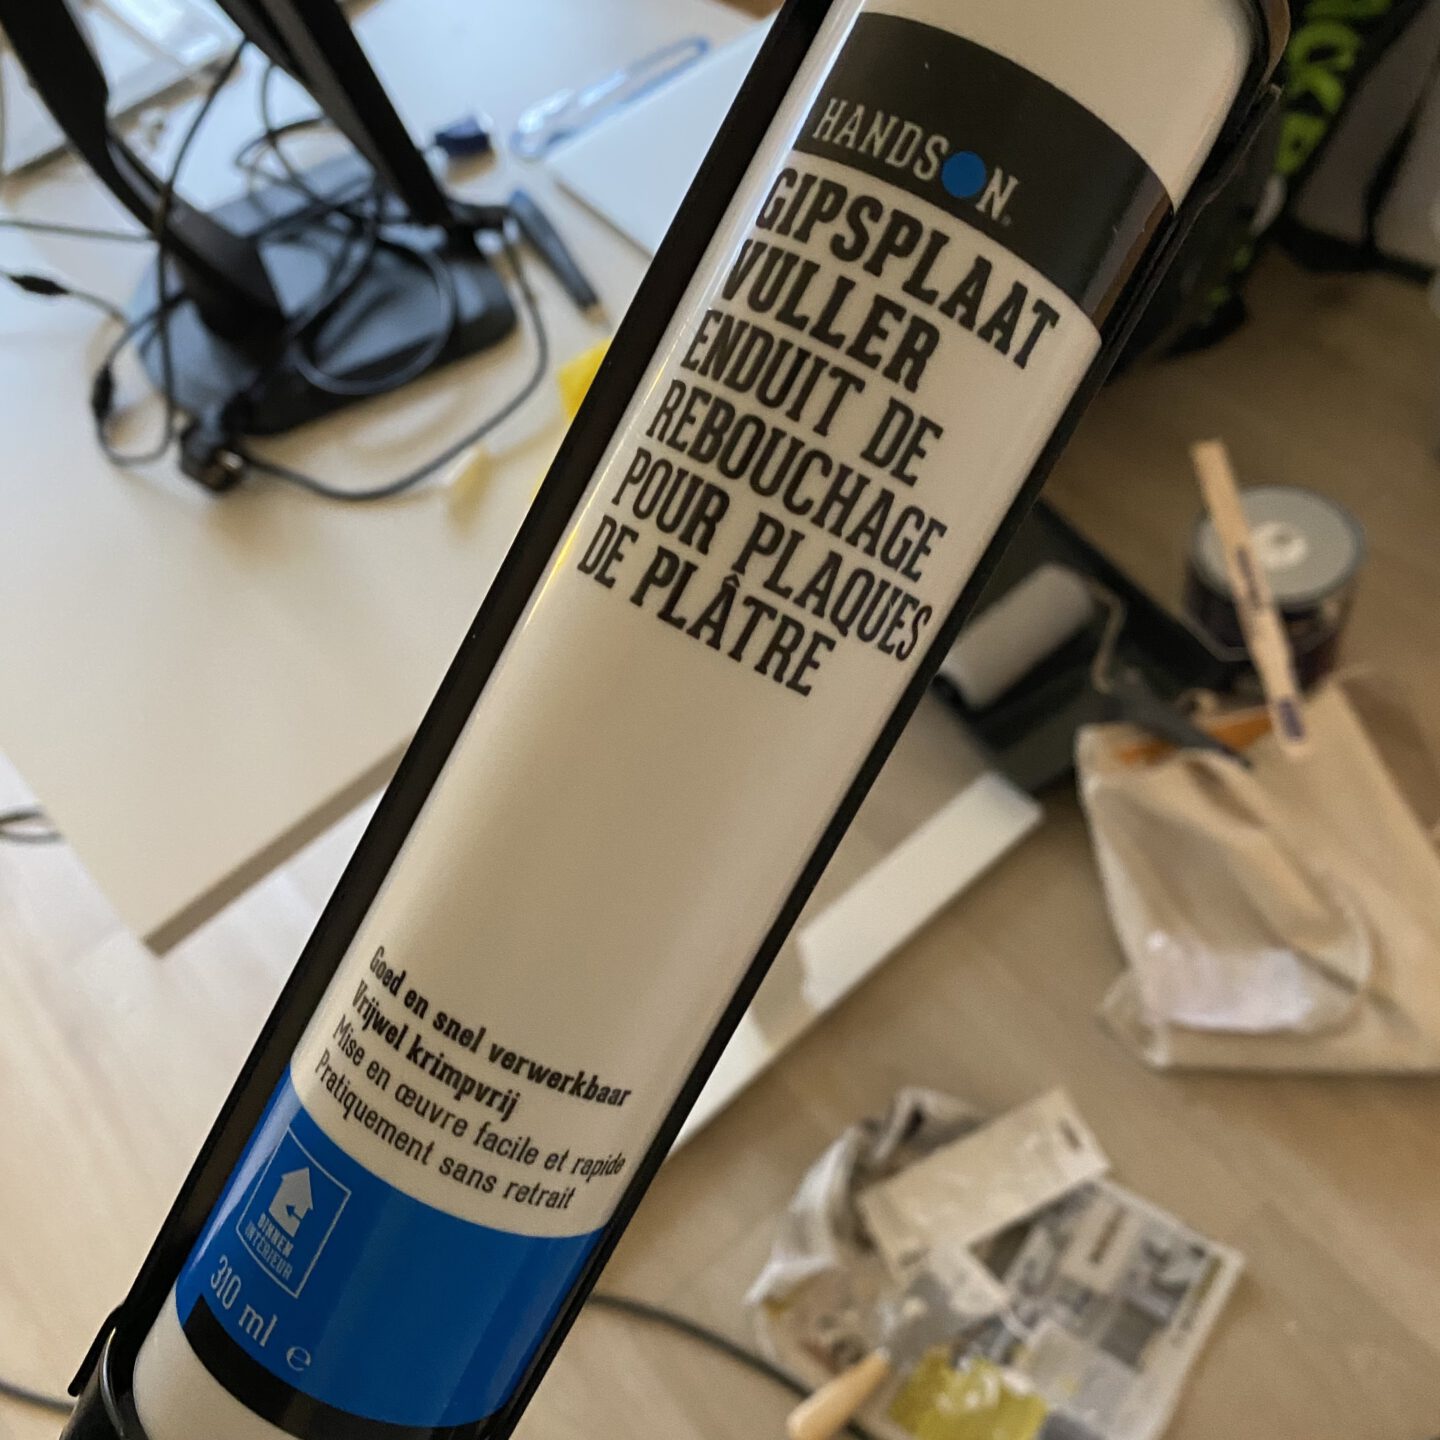 HANDSON
GIPSPLAAT
VULLER
ENDUIT DE
REBOUCHAGE
POUR PLAQUES
DE PLÂTRE
Goed en snel verwerkbaar
Vrijwel krimpvrij
Mise en œuvre facile et rapide
Pratiquement sans retrait
BINNEN
INTÉRIEUR
310 ml ℮